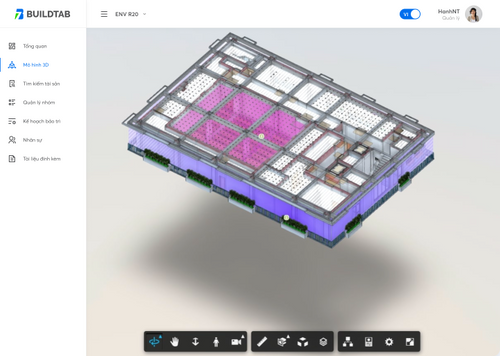 BUILDTAB
ENV R20
VI
HanhNT
Quản lý
Tổng quan
Mô hình 3D
Tìm kiếm tài sản
Quản lý nhóm
Kế hoạch bảo trì
Nhân sự
Tài liệu đính kèm